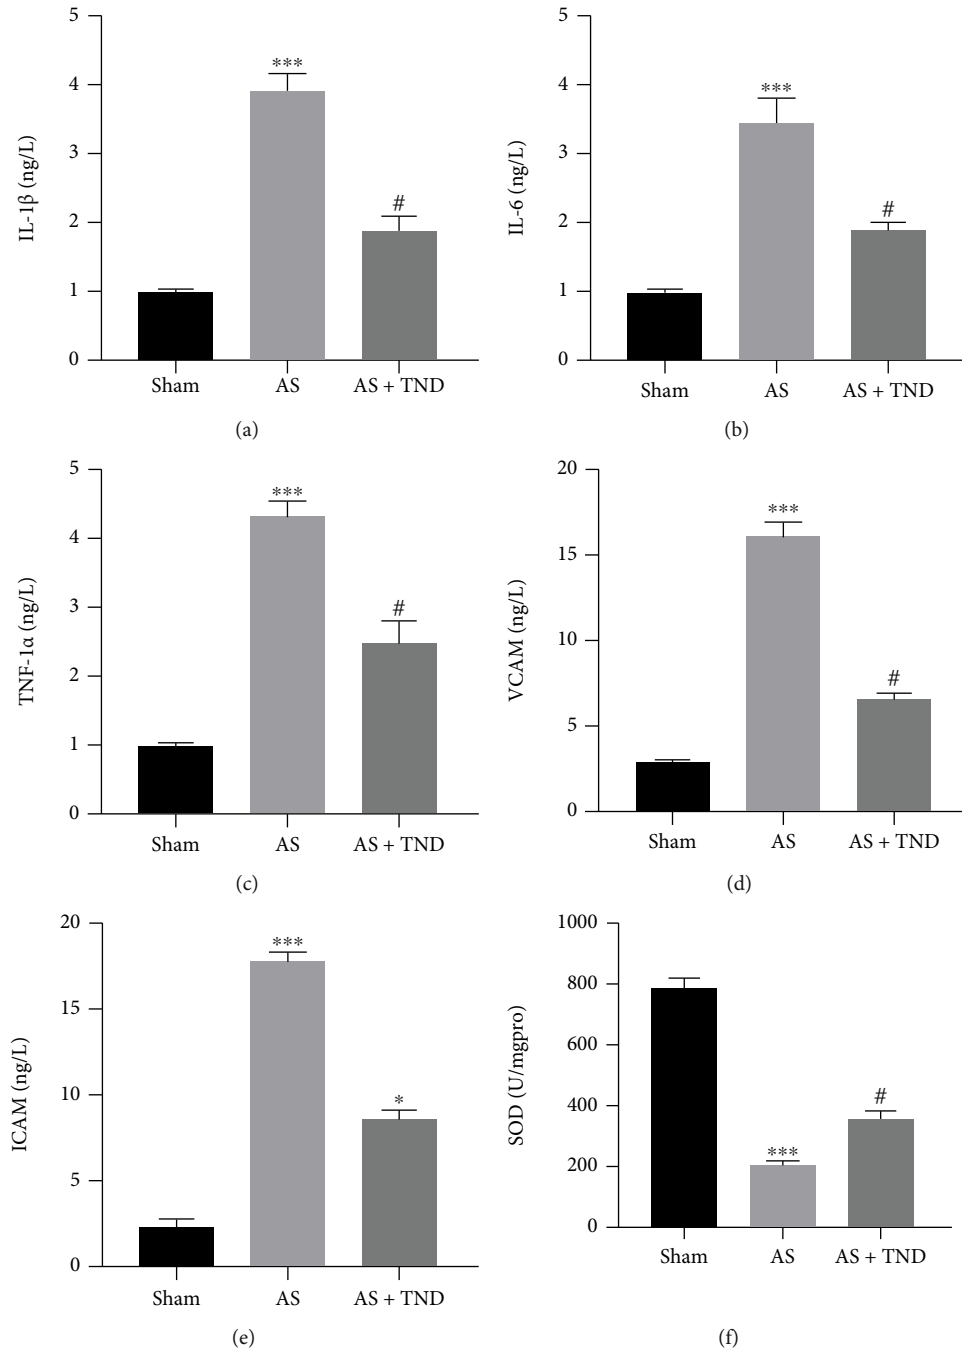 5
4
3
2
1
0
IL-1β (ng/L)
***
#
Sham
AS
AS + TND
(a)
5
4
3
2
1
0
IL-6 (ng/L)
***
#
Sham
AS
AS + TND
(b)
5
4
3
2
1
0
TNF-1α (ng/L)
***
#
Sham
AS
AS + TND
(c)
20
15
10
5
0
VCAM (ng/L)
***
#
Sham
AS
AS + TND
(d)
20
15
10
5
0
ICAM (ng/L)
***
*
Sham
AS
AS + TND
(e)
1000
800
600
400
200
0
SOD (U/mgpro)
***
#
Sham
AS
AS + TND
(f)